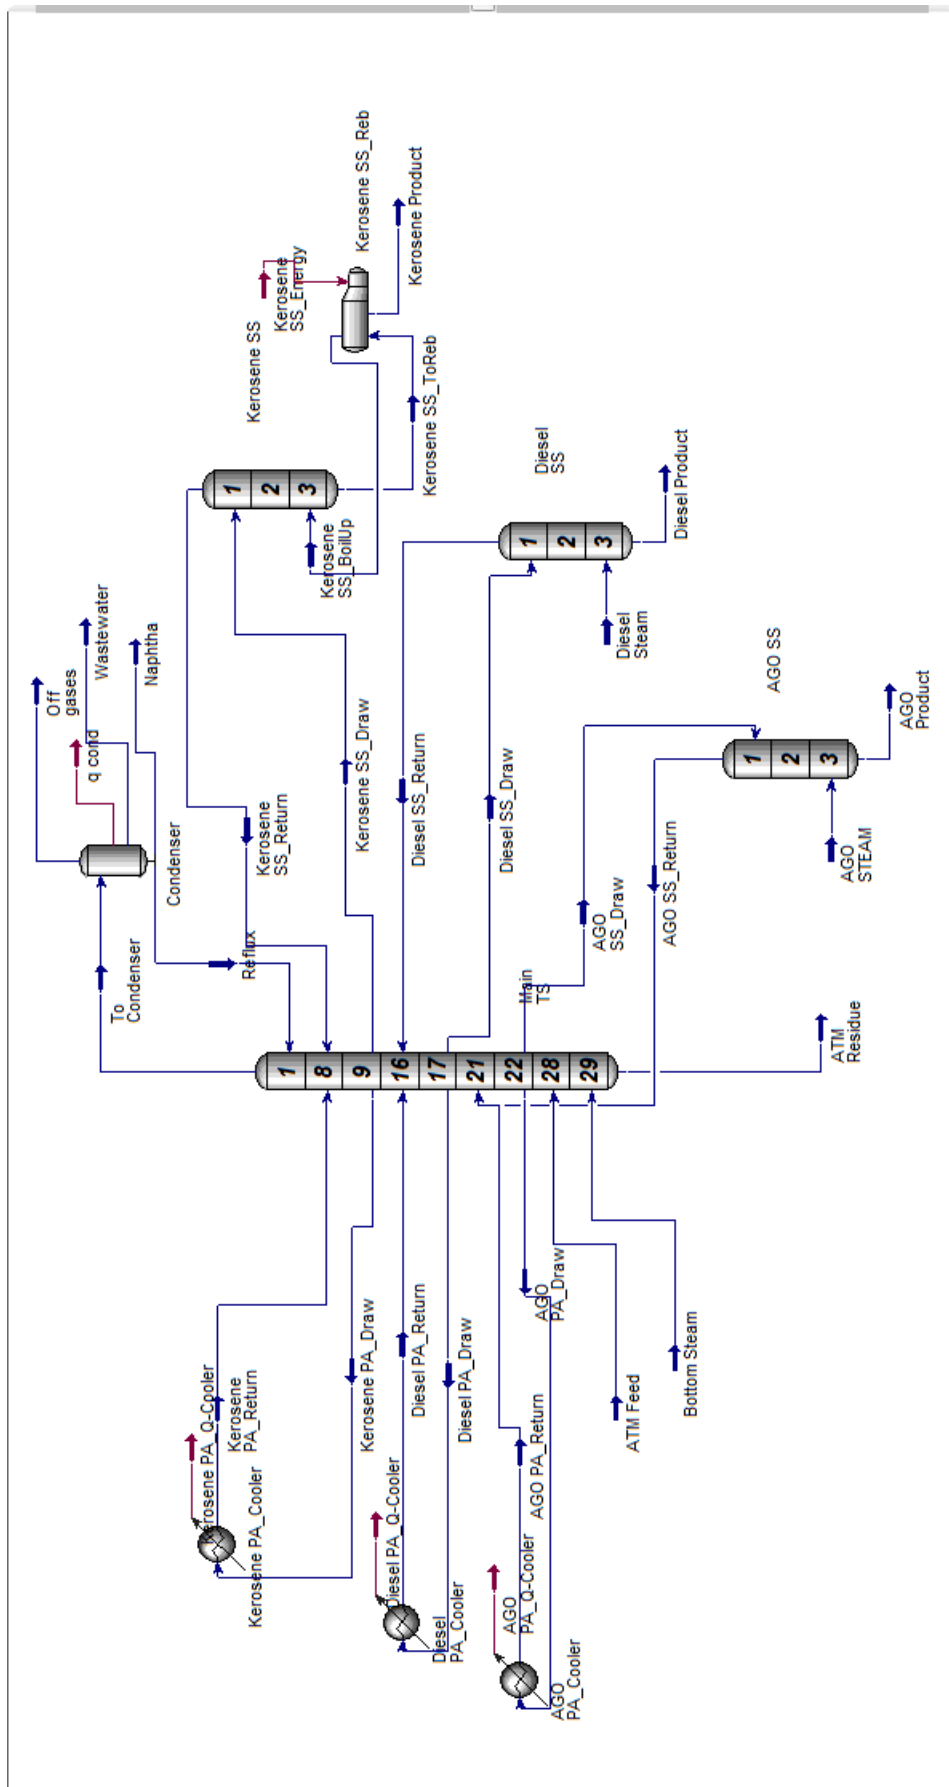 Off
gases
q cond
Wastewater
Naphtha
To
Condenser
Condenser
Reflux
Kerosene
SS_Return
Kerosene SS_Draw
1
2
3
Kerosene SS
Kerosene
SS_Energy
Kerosene SS_Reb
Kerosene Product
Kerosene SS_ToReb
Kerosene
SS_BoilUp
Diesel SS_Return
Diesel SS_Draw
1
2
3
Diesel
SS
Diesel Product
Diesel
Steam
Main
TS
1
8
9
16
17
21
22
28
29
AGO
SS_Draw
AGO SS_Return
1
2
3
AGO SS
AGO
Product
AGO
STEAM
ATM
Residue
Kerosene PA_Q-Cooler
Kerosene
PA_Return
Kerosene PA_Cooler
Kerosene PA_Draw
Diesel PA_Q-Cooler
Diesel PA_Return
Diesel
PA_Cooler
Diesel PA_Draw
AGO
PA_Q-Cooler
AGO PA_Return
AGO
PA_Cooler
AGO
PA_Draw
ATM Feed
Bottom Steam